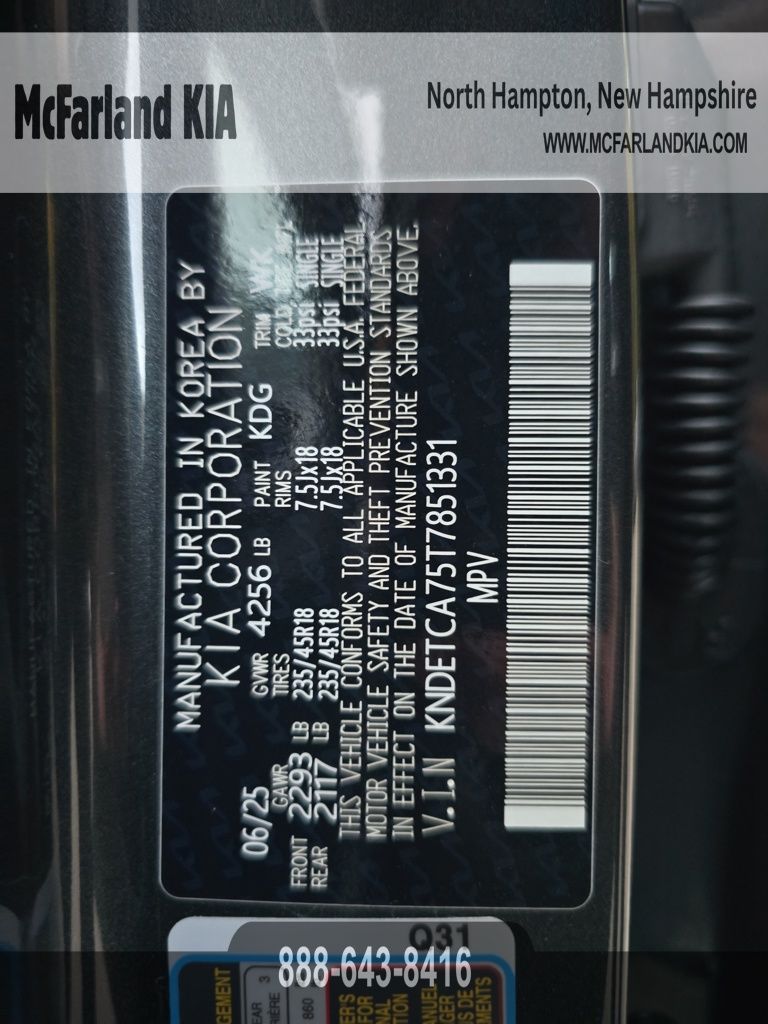 McFarland KIA
North Hampton, New Hampshire
WWW.MCFARLANDKIA.COM
MANUFACTURED IN KOREA BY
KIA CORPORATION
06/25 GVWR 4256 LB PAINT KDG TRIM WK
GAWR TIRES RIMS COLD
FRONT 2293 LB 235/45R18 7.5Jx18 33psi SINGLE
REAR 2117 LB 235/45R18 7.5Jx18 33psi SINGLE
THIS VEHICLE CONFORMS TO ALL APPLICABLE U.S.A. FEDERAL
MOTOR VEHICLE SAFETY AND THEFT PREVENTION STANDARDS
IN EFFECT ON THE DATE OF MANUFACTURE SHOWN ABOVE.
V.I.N KNDETCA75T7851331
MPV
Q31
888-643-8416